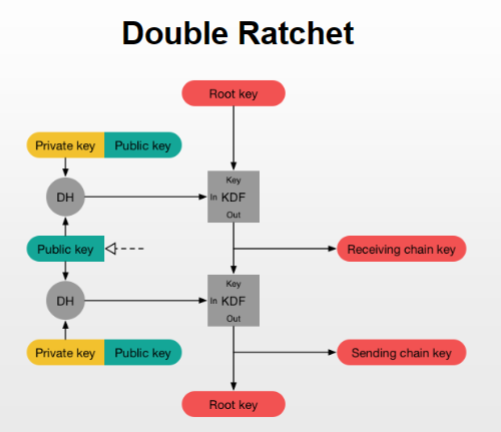 Double Ratchet
Root key
Private key Public key
Key
DH
In KDF
Out
Public key
Receiving chain key
Key
DH
In KDF
Out
Private key Public key
Sending chain key
Root key